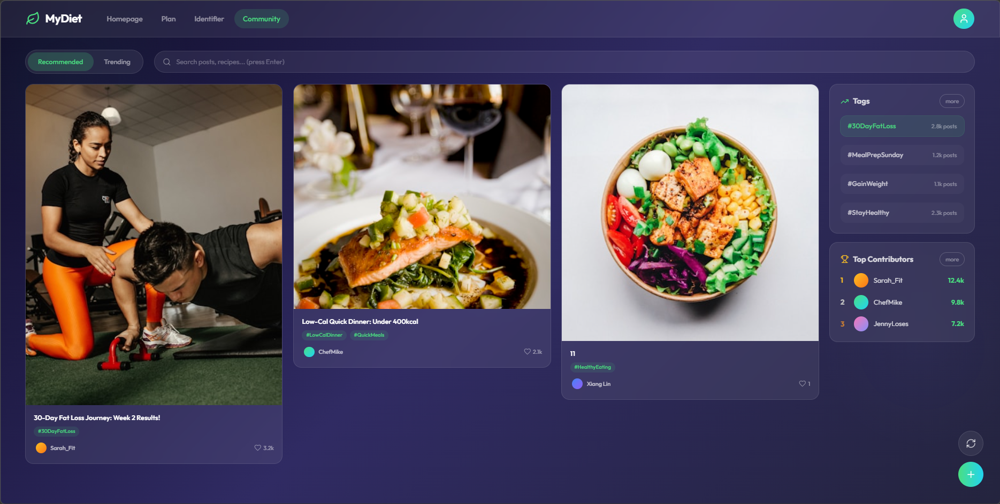 MyDiet Homepage Plan Identifier Community
Recommended Trending Search posts, recipes... (press Enter)
30-Day Fat Loss Journey: Week 2 Results!
#30DayFatLoss
Sarah_Fit 3.2k
Low-Cal Quick Dinner: Under 400kcal
#LowCalDinner #QuickMeals
ChefMike 2.1k
11
#HealthyEating
Xiang Lin 1
Tags more
#30DayFatLoss 2.8k posts
#MealPrepSunday 1.2k posts
#GainWeight 1.1k posts
#StayHealthy 2.3k posts
Top Contributors more
1 Sarah_Fit 12.4k
2 ChefMike 9.8k
3 JennyLoses 7.2k